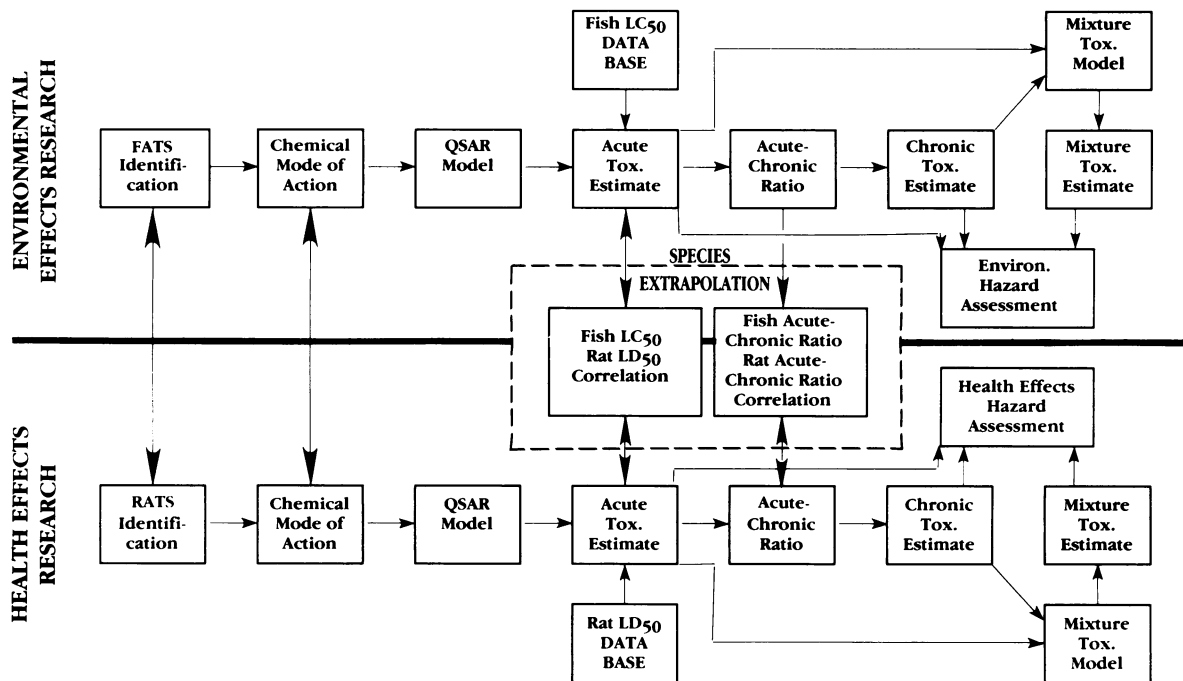 ENVIRONMENTAL
EFFECTS RESEARCH
Fish LC50
DATA
BASE
Mixture
Tox.
Model
FATS
Identifi-
cation
Chemical
Mode of
Action
QSAR
Model
Acute
Tox.
Estimate
Acute-
Chronic
Ratio
Chronic
Tox.
Estimate
Mixture
Tox.
Estimate
Environ.
Hazard
Assessment
SPECIES
EXTRAPOLATION
Fish LC50
Rat LD50
Correlation
Fish Acute-
Chronic Ratio
Rat Acute-
Chronic Ratio
Correlation
HEALTH EFFECTS
RESEARCH
Health Effects
Hazard
Assessment
RATS
Identifi-
cation
Chemical
Mode of
Action
QSAR
Model
Acute
Tox.
Estimate
Acute-
Chronic
Ratio
Chronic
Tox.
Estimate
Mixture
Tox.
Estimate
Rat LD50
DATA
BASE
Mixture
Tox.
Model